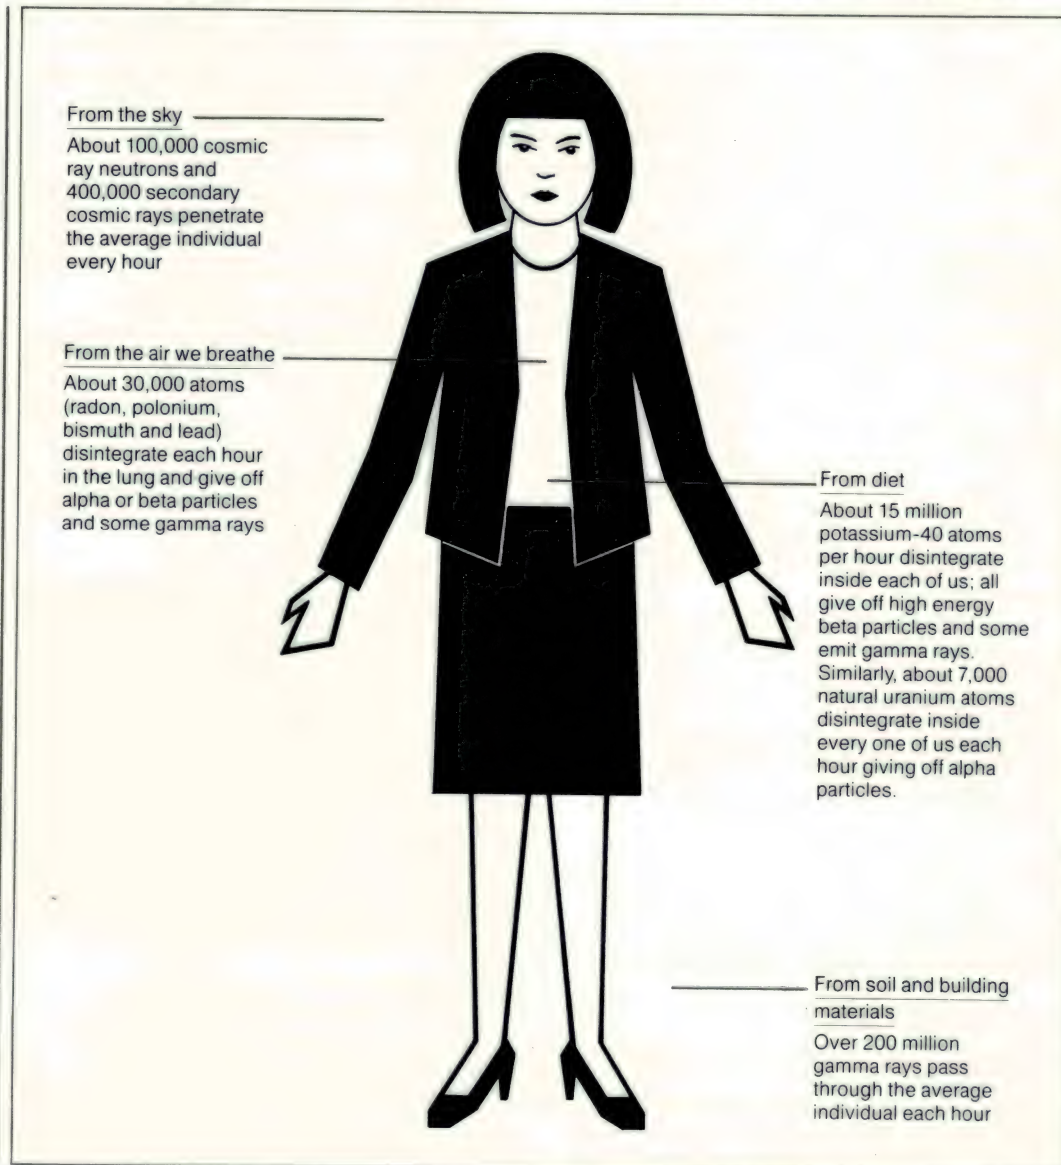 From the sky
About 100,000 cosmic
ray neutrons and
400,000 secondary
cosmic rays penetrate
the average individual
every hour
From the air we breathe
About 30,000 atoms
(radon, polonium,
bismuth and lead)
disintegrate each hour
in the lung and give off
alpha or beta particles
and some gamma rays
From diet
About 15 million
potassium-40 atoms
per hour disintegrate
inside each of us; all
give off high energy
beta particles and some
emit gamma rays.
Similarly, about 7,000
natural uranium atoms
disintegrate inside
every one of us each
hour giving off alpha
particles.
From soil and building
materials
Over 200 million
gamma rays pass
through the average
individual each hour